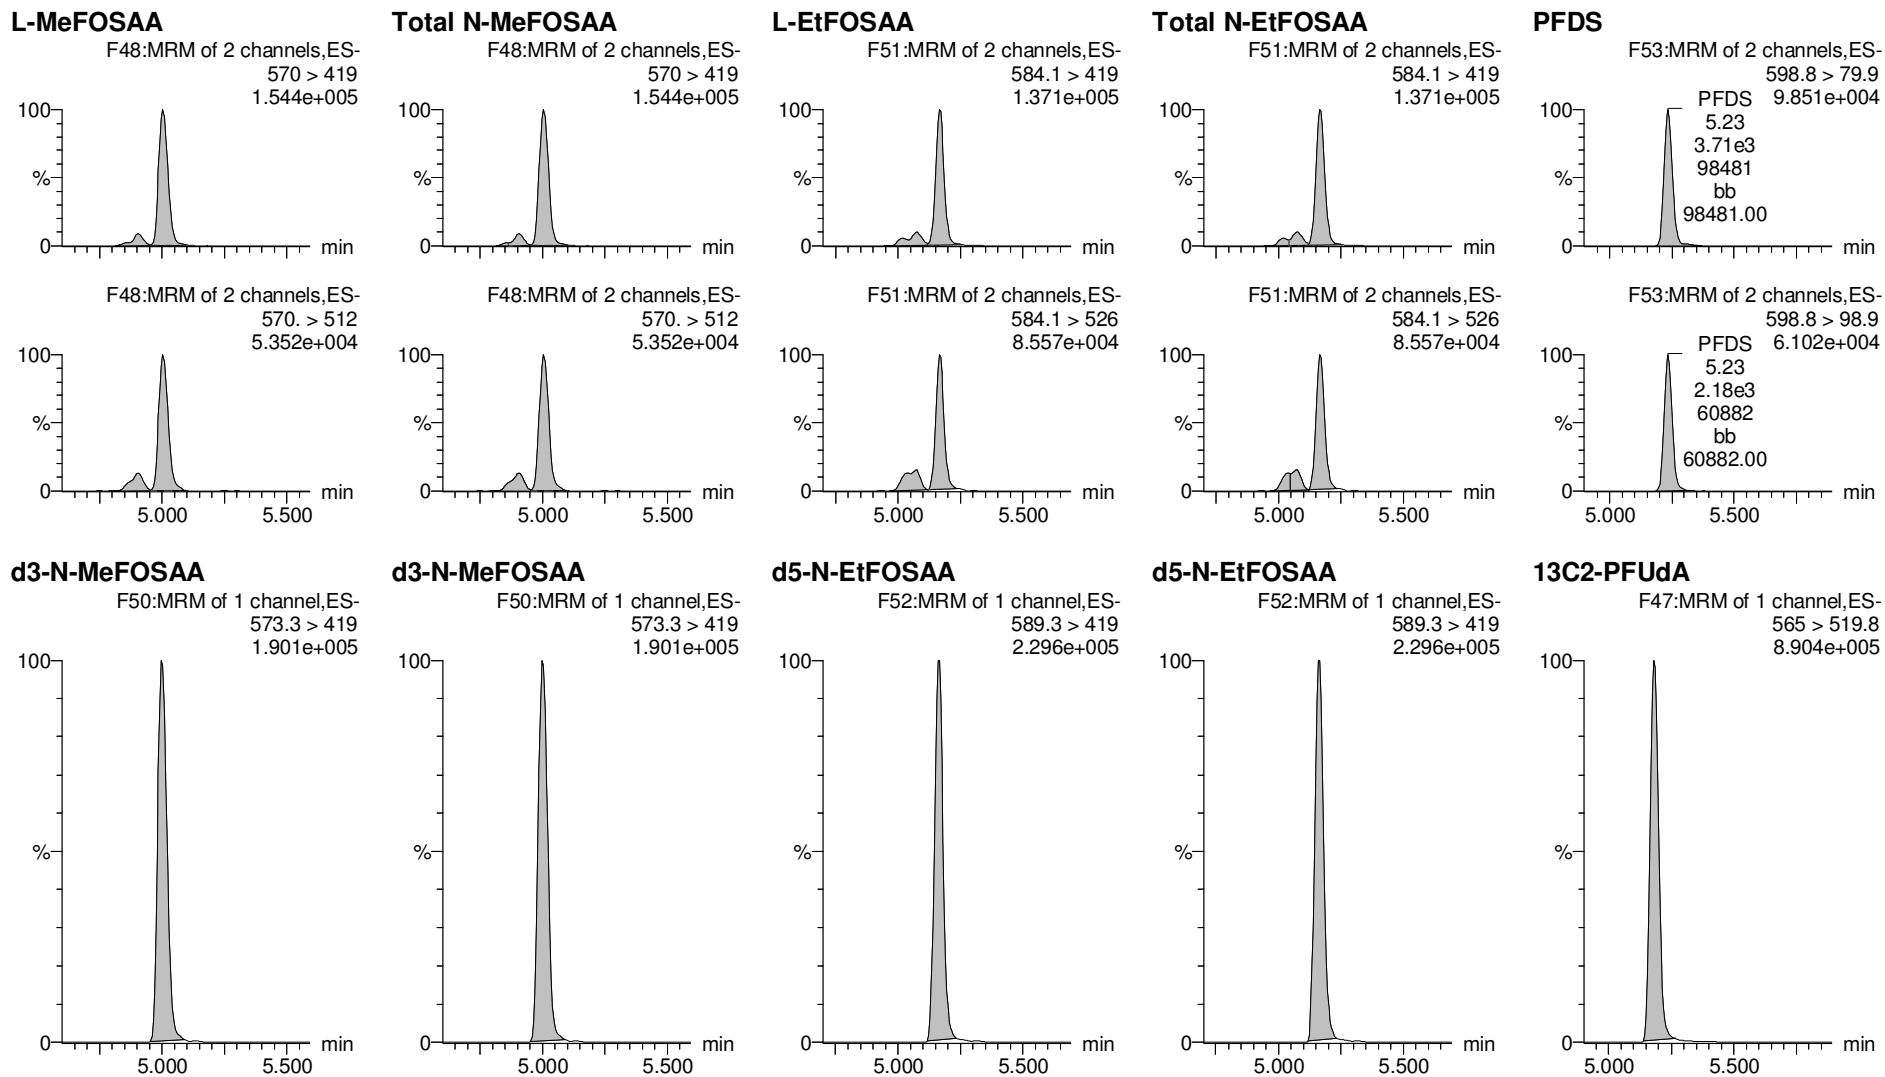 L-MeFOSAA
F48:MRM of 2 channels,ES-
570 > 419
1.544e+005
100
%
0
min
F48:MRM of 2 channels,ES-
570. > 512
5.352e+004
100
%
0
min
5.000
5.500
Total N-MeFOSAA
F48:MRM of 2 channels,ES-
570 > 419
1.544e+005
100
%
0
min
F48:MRM of 2 channels,ES-
570. > 512
5.352e+004
100
%
0
min
5.000
5.500
L-EtFOSAA
F51:MRM of 2 channels,ES-
584.1 > 419
1.371e+005
100
%
0
min
F51:MRM of 2 channels,ES-
584.1 > 526
8.557e+004
100
%
0
min
5.000
5.500
Total N-EtFOSAA
F51:MRM of 2 channels,ES-
584.1 > 419
1.371e+005
100
%
0
min
F51:MRM of 2 channels,ES-
584.1 > 526
8.557e+004
100
%
0
min
5.000
5.500
PFDS
F53:MRM of 2 channels,ES-
598.8 > 79.9
9.851e+004
100
PFDS
5.23
3.71e3
98481
bb
98481.00
%
0
min
F53:MRM of 2 channels,ES-
598.8 > 98.9
6.102e+004
100
PFDS
5.23
2.18e3
60882
bb
60882.00
%
0
min
5.000
5.500
d3-N-MeFOSAA
F50:MRM of 1 channel,ES-
573.3 > 419
1.901e+005
100
%
0
min
5.000
5.500
d3-N-MeFOSAA
F50:MRM of 1 channel,ES-
573.3 > 419
1.901e+005
100
%
0
min
5.000
5.500
d5-N-EtFOSAA
F52:MRM of 1 channel,ES-
589.3 > 419
2.296e+005
100
%
0
min
5.000
5.500
d5-N-EtFOSAA
F52:MRM of 1 channel,ES-
589.3 > 419
2.296e+005
100
%
0
min
5.000
5.500
13C2-PFUdA
F47:MRM of 1 channel,ES-
565 > 519.8
8.904e+005
100
%
0
min
5.000
5.500